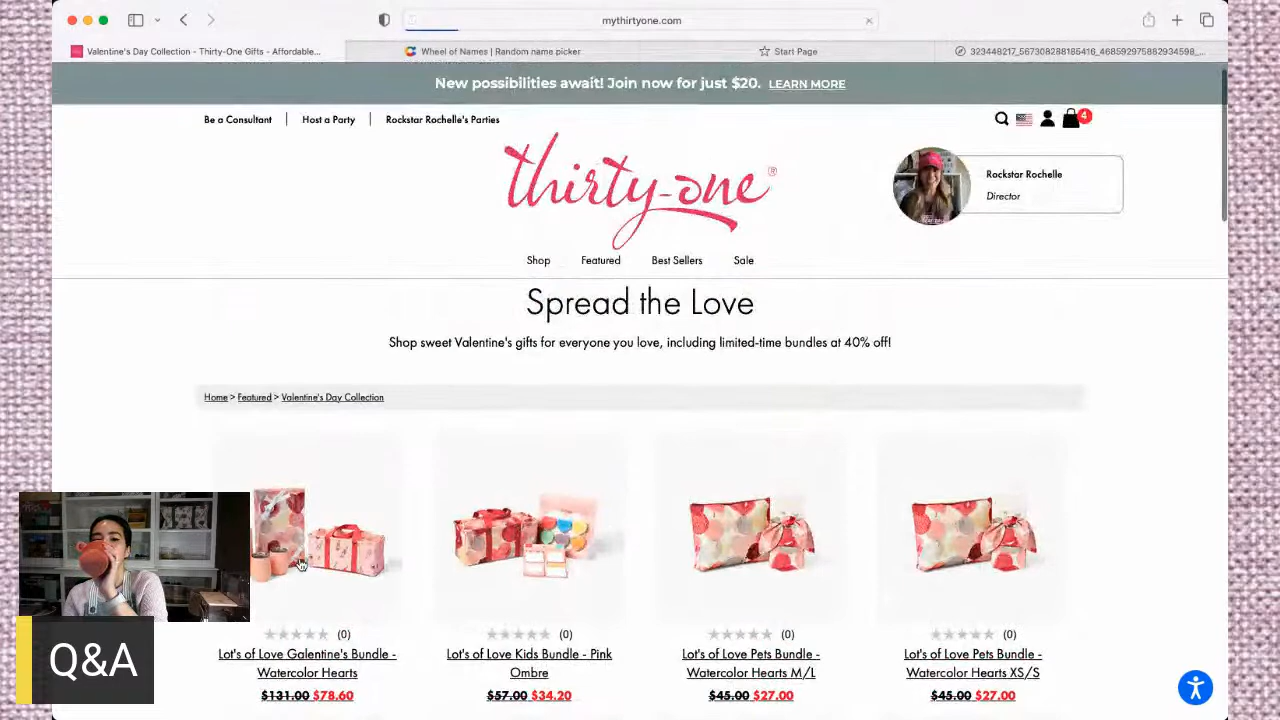 mythirtyone.com
Valentine's Day Collection - Thirty-One Gifts - Affordable...
Wheel of Names | Random name picker
Start Page
New possibilities await! Join now for just $20. LEARN MORE
Be a Consultant
Host a Party
Rockstar Rochelle's Parties
4
thirty-one®
Rockstar Rochelle
Director
Shop
Featured
Best Sellers
Sale
Spread the Love
Shop sweet Valentine's gifts for everyone you love, including limited-time bundles at 40% off!
Home > Featured > Valentine's Day Collection
(0)
(0)
(0)
(0)
Lot's of Love Galentine's Bundle -
Watercolor Hearts
$131.00 $78.60
Lot's of Love Kids Bundle - Pink
Ombre
$57.00 $34.20
Lot's of Love Pets Bundle -
Watercolor Hearts M/L
$45.00 $27.00
Lot's of Love Pets Bundle -
Watercolor Hearts XS/S
$45.00 $27.00
Q&A